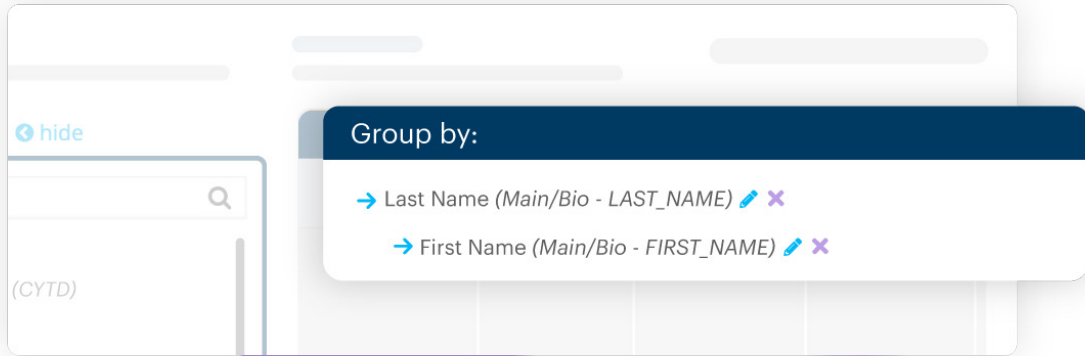 hide
Group by:
Last Name (Main/Bio - LAST_NAME)
First Name (Main/Bio - FIRST_NAME)
(CYTD)